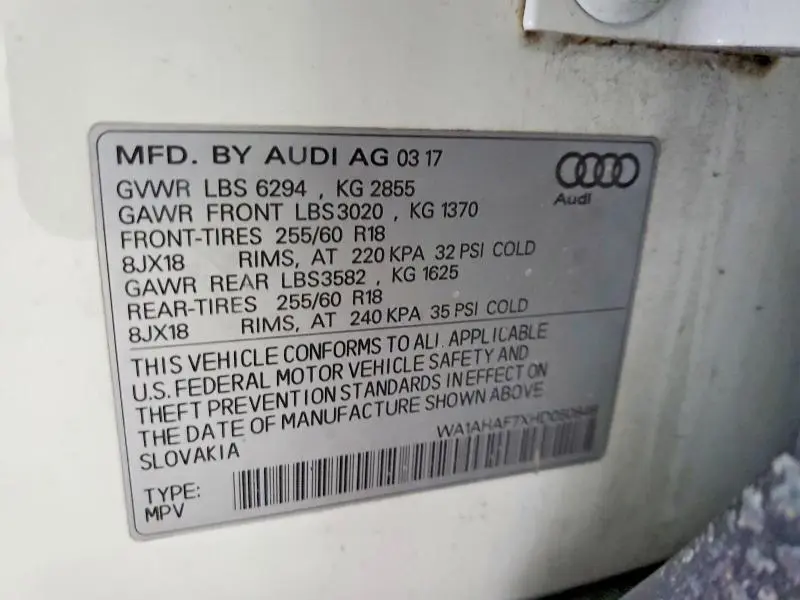 MFD. BY AUDI AG 03 17
GVWR LBS 6294 , KG 2855
GAWR FRONT LBS3020 , KG 1370
FRONT-TIRES 255/60 R18
8JX18 RIMS, AT 220 KPA 32 PSI COLD
GAWR REAR LBS3582 , KG 1625
REAR-TIRES 255/60 R18
8JX18 RIMS, AT 240 KPA 35 PSI COLD
Audi
THIS VEHICLE CONFORMS TO ALL APPLICABLE
U.S. FEDERAL MOTOR VEHICLE SAFETY AND
THEFT PREVENTION STANDARDS IN EFFECT ON
THE DATE OF MANUFACTURE SHOWN ABOVE
SLOVAKIA
TYPE:
MPV